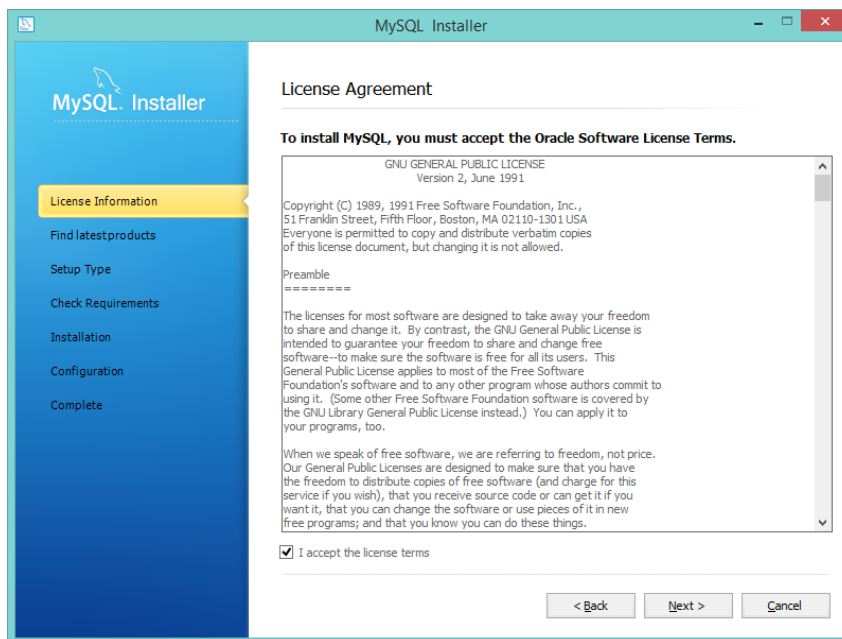 MySQL Installer
MySQL. Installer
License Information
Find latest products
Setup Type
Check Requirements
Installation
Configuration
Complete
License Agreement
To install MySQL, you must accept the Oracle Software License Terms.
GNU GENERAL PUBLIC LICENSE
Version 2, June 1991
Copyright (C) 1989, 1991 Free Software Foundation, Inc.,
51 Franklin Street, Fifth Floor, Boston, MA 02110-1301 USA
Everyone is permitted to copy and distribute verbatim copies
of this license document, but changing it is not allowed.
Preamble
========
The licenses for most software are designed to take away your freedom
to share and change it. By contrast, the GNU General Public License is
intended to guarantee your freedom to share and change free
software--to make sure the software is free for all its users. This
General Public License applies to most of the Free Software
Foundation's software and to any other program whose authors commit to
using it. (Some other Free Software Foundation software is covered by
the GNU Library General Public License instead.) You can apply it to
your programs, too.
When we speak of free software, we are referring to freedom, not price.
Our General Public Licenses are designed to make sure that you have
the freedom to distribute copies of free software (and charge for this
service if you wish), that you receive source code or can get it if you
want it, that you can change the software or use pieces of it in new
free programs; and that you know you can do these things.
I accept the license terms
< Back
Next >
Cancel